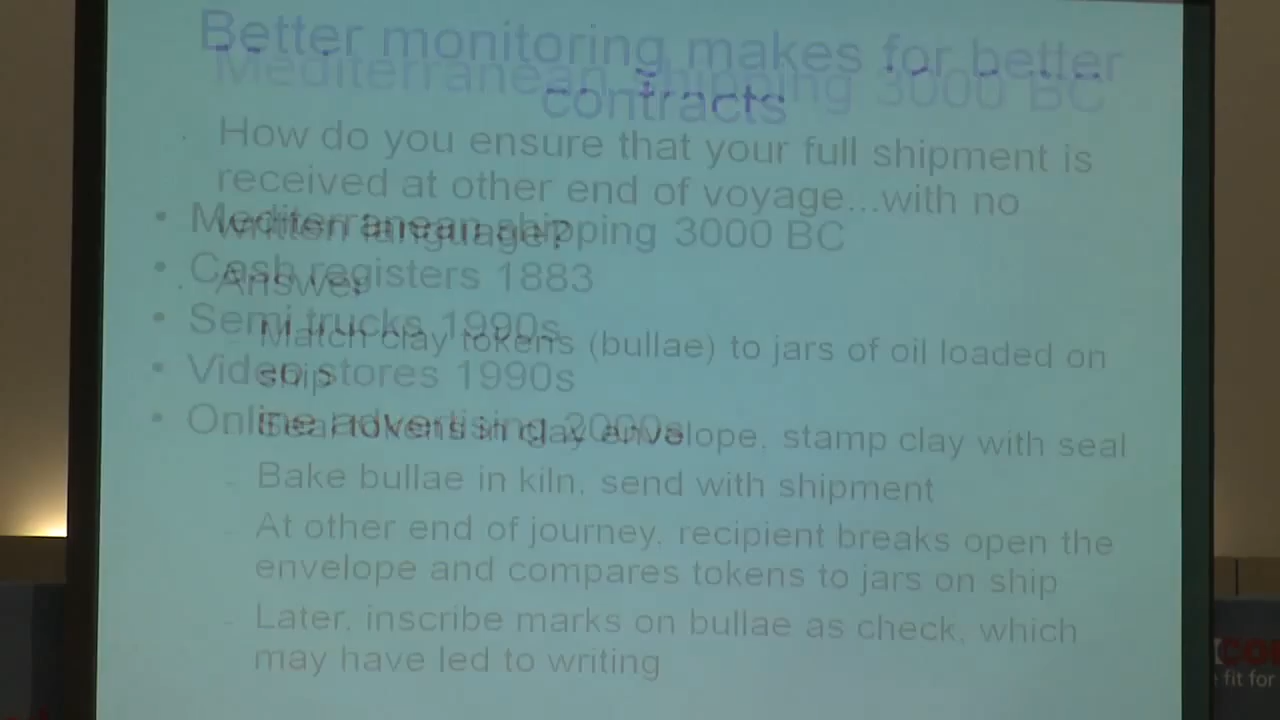 Better monitoring makes for better
contracts
• Mediterranean shipping 3000 BC
• Cash registers 1883
• Semi trucks 1990s
• Video stores 1990s
• Online advertising 2000s
Mediterranean shipping 3000 BC
• How do you ensure that your full shipment is
received at other end of voyage...with no
written language?
• Answer
– Match clay tokens (bullae) to jars of oil loaded on
ship
– Seal tokens in clay envelope, stamp clay with seal
– Bake bullae in kiln, send with shipment
– At other end of journey, recipient breaks open the
envelope and compares tokens to jars on ship
– Later, inscribe marks on bullae as check, which
may have led to writing
fit for